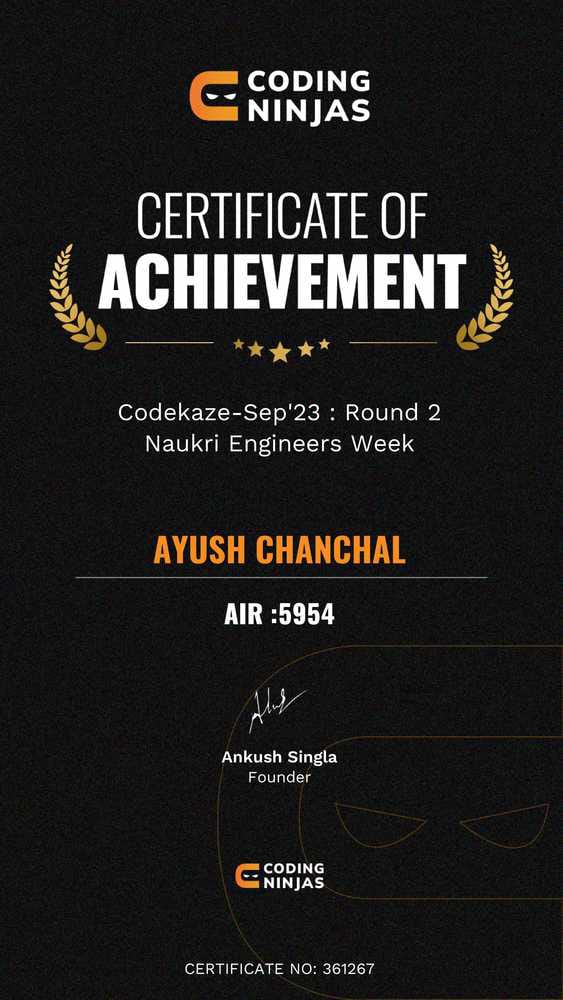 CODING
NINJAS
CERTIFICATE OF
ACHIEVEMENT
Codekaze-Sep'23 : Round 2
Naukri Engineers Week
AYUSH CHANCHAL
AIR :5954
Ankush Singla
Founder
CODING
NINJAS
CERTIFICATE NO: 361267